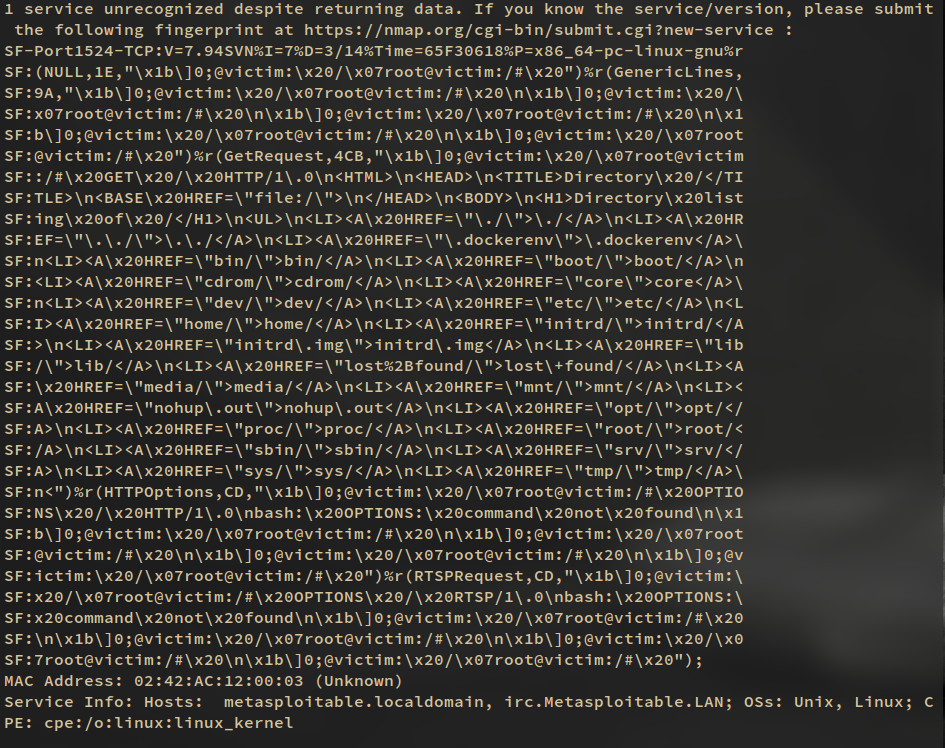 1 service unrecognized despite returning data. If you know the service/version, please submit
 the following fingerprint at https://nmap.org/cgi-bin/submit.cgi?new-service :
SF-Port1524-TCP:V=7.94SVN%I=7%D=3/14%Time=65F30618%P=x86_64-pc-linux-gnu%r
SF:(NULL,1E,"\x1b\]0;@victim:\x20/\x07root@victim:/#\x20")%r(GenericLines,
SF:9A,"\x1b\]0;@victim:\x20/\x07root@victim:/#\x20\n\x1b\]0;@victim:\x20/\
SF:x07root@victim:/#\x20\n\x1b\]0;@victim:\x20/\x07root@victim:/#\x20\n\x1
SF:b\]0;@victim:\x20/\x07root@victim:/#\x20\n\x1b\]0;@victim:\x20/\x07root
SF:@victim:/#\x20")%r(GetRequest,4CB,"\x1b\]0;@victim:\x20/\x07root@victim
SF::/#\x20GET\x20/\x20HTTP/1\.0\n<HTML>\n<HEAD>\n<TITLE>Directory\x20/</TI
SF:TLE>\n<BASE\x20HREF=\"file:/\">\n</HEAD>\n<BODY>\n<H1>Directory\x20list
SF:ing\x20of\x20/</H1>\n<UL>\n<LI><A\x20HREF=\"\./\">\./</A>\n<LI><A\x20HR
SF:EF=\"\.\./\">\.\./</A>\n<LI><A\x20HREF=\"\.dockerenv\">\.dockerenv</A>\
SF:n<LI><A\x20HREF=\"bin/\">bin/</A>\n<LI><A\x20HREF=\"boot/\">boot/</A>\n
SF:<LI><A\x20HREF=\"cdrom/\">cdrom/</A>\n<LI><A\x20HREF=\"core\">core</A>\
SF:n<LI><A\x20HREF=\"dev/\">dev/</A>\n<LI><A\x20HREF=\"etc/\">etc/</A>\n<L
SF:I><A\x20HREF=\"home/\">home/</A>\n<LI><A\x20HREF=\"initrd/\">initrd/</A
SF:>\n<LI><A\x20HREF=\"initrd\.img\">initrd\.img</A>\n<LI><A\x20HREF=\"lib
SF:/\">lib/</A>\n<LI><A\x20HREF=\"lost%2Bfound/\">lost\+found/</A>\n<LI><A
SF:\x20HREF=\"media/\">media/</A>\n<LI><A\x20HREF=\"mnt/\">mnt/</A>\n<LI><
SF:A\x20HREF=\"nohup\.out\">nohup\.out</A>\n<LI><A\x20HREF=\"opt/\">opt/</
SF:A>\n<LI><A\x20HREF=\"proc/\">proc/</A>\n<LI><A\x20HREF=\"root/\">root/<
SF:/A>\n<LI><A\x20HREF=\"sbin/\">sbin/</A>\n<LI><A\x20HREF=\"srv/\">srv/</
SF:A>\n<LI><A\x20HREF=\"sys/\">sys/</A>\n<LI><A\x20HREF=\"tmp/\">tmp/</A>\
SF:n<")%r(HTTPOptions,CD,"\x1b\]0;@victim:\x20/\x07root@victim:/#\x20OPTIO
SF:NS\x20/\x20HTTP/1\.0\nbash:\x20OPTIONS:\x20command\x20not\x20found\n\x1
SF:b\]0;@victim:\x20/\x07root@victim:/#\x20\n\x1b\]0;@victim:\x20/\x07root
SF:@victim:/#\x20\n\x1b\]0;@victim:\x20/\x07root@victim:/#\x20\n\x1b\]0;@v
SF:ictim:\x20/\x07root@victim:/#\x20")%r(RTSPRequest,CD,"\x1b\]0;@victim:\
SF:x20/\x07root@victim:/#\x20OPTIONS\x20/\x20RTSP/1\.0\nbash:\x20OPTIONS:\
SF:x20command\x20not\x20found\n\x1b\]0;@victim:\x20/\x07root@victim:/#\x20
SF:\n\x1b\]0;@victim:\x20/\x07root@victim:/#\x20\n\x1b\]0;@victim:\x20/\x0
SF:7root@victim:/#\x20\n\x1b\]0;@victim:\x20/\x07root@victim:/#\x20");
MAC Address: 02:42:AC:12:00:03 (Unknown)
Service Info: Hosts:  metasploitable.localdomain, irc.Metasploitable.LAN; OSs: Unix, Linux; C
PE: cpe:/o:linux:linux_kernel